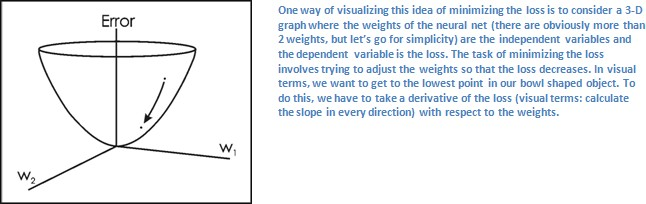 Error
W1
W2
One way of visualizing this idea of minimizing the loss is to consider a 3-D
graph where the weights of the neural net (there are obviously more than
2 weights, but let's go for simplicity) are the independent variables and
the dependent variable is the loss. The task of minimizing the loss
involves trying to adjust the weights so that the loss decreases. In visual
terms, we want to get to the lowest point in our bowl shaped object. To
do this, we have to take a derivative of the loss (visual terms: calculate
the slope in every direction) with respect to the weights.